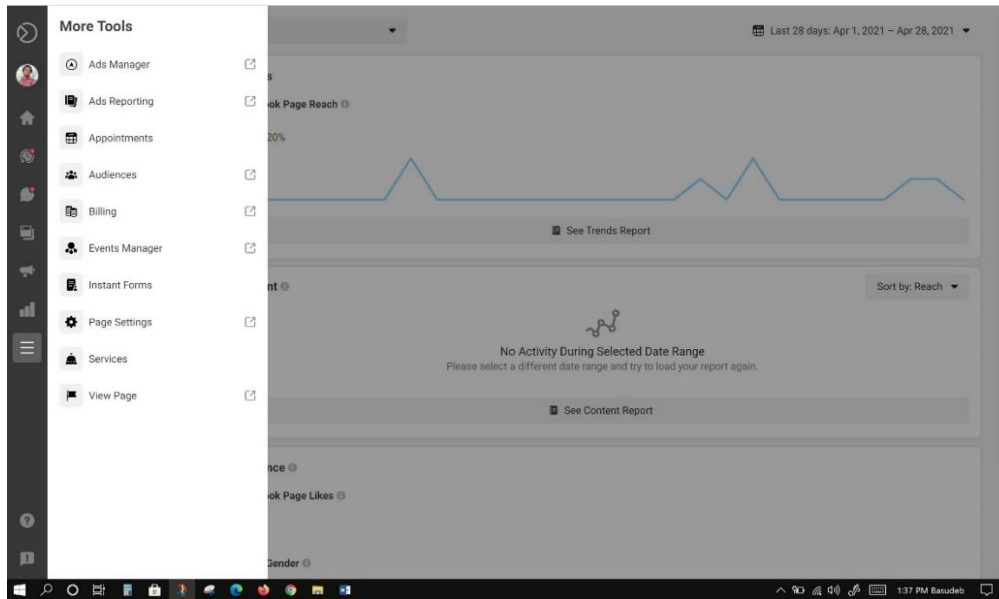 More Tools
Ads Manager
Ads Reporting
Appointments
Audiences
Billing
Events Manager
Instant Forms
Page Settings
Services
View Page
Last 28 days: Apr 1, 2021 – Apr 28, 2021
s
ok Page Reach
20%
See Trends Report
nt
Sort by: Reach
No Activity During Selected Date Range
Please select a different date range and try to load your report again.
See Content Report
nce
ok Page Likes
Gender
1:37 PM Basudeb